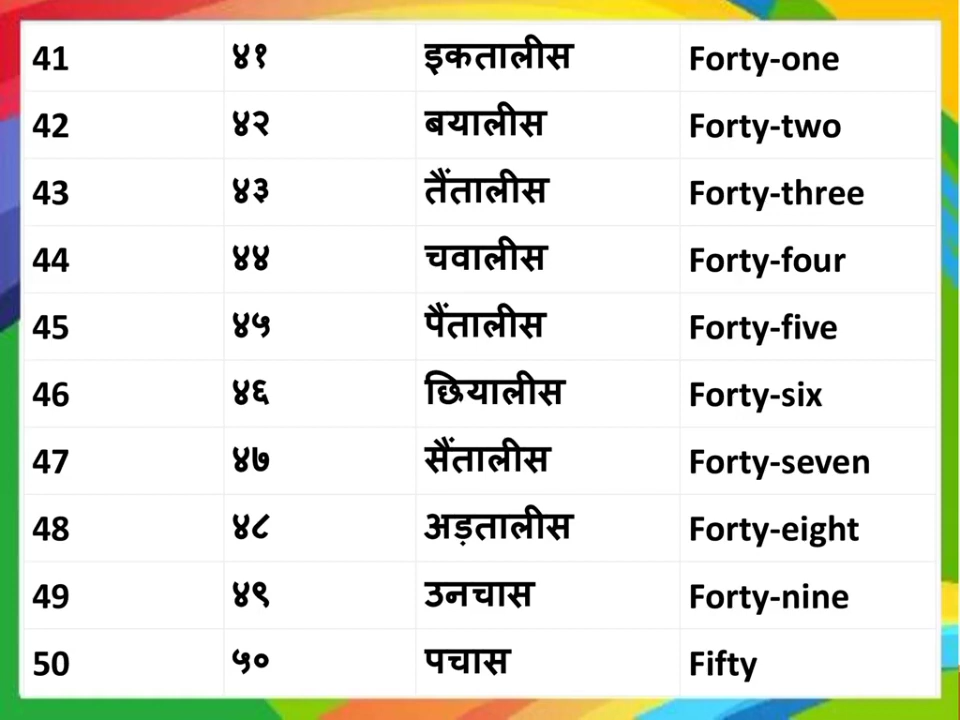 41 ४१ इकतालीस Forty-one
42 ४२ बयालीस Forty-two
43 ४३ तैंतालीस Forty-three
44 ४४ चवालीस Forty-four
45 ४५ पैंतालीस Forty-five
46 ४६ छियालीस Forty-six
47 ४७ सैंतालीस Forty-seven
48 ४८ अड़तालीस Forty-eight
49 ४९ उनचास Forty-nine
50 ५० पचास Fifty